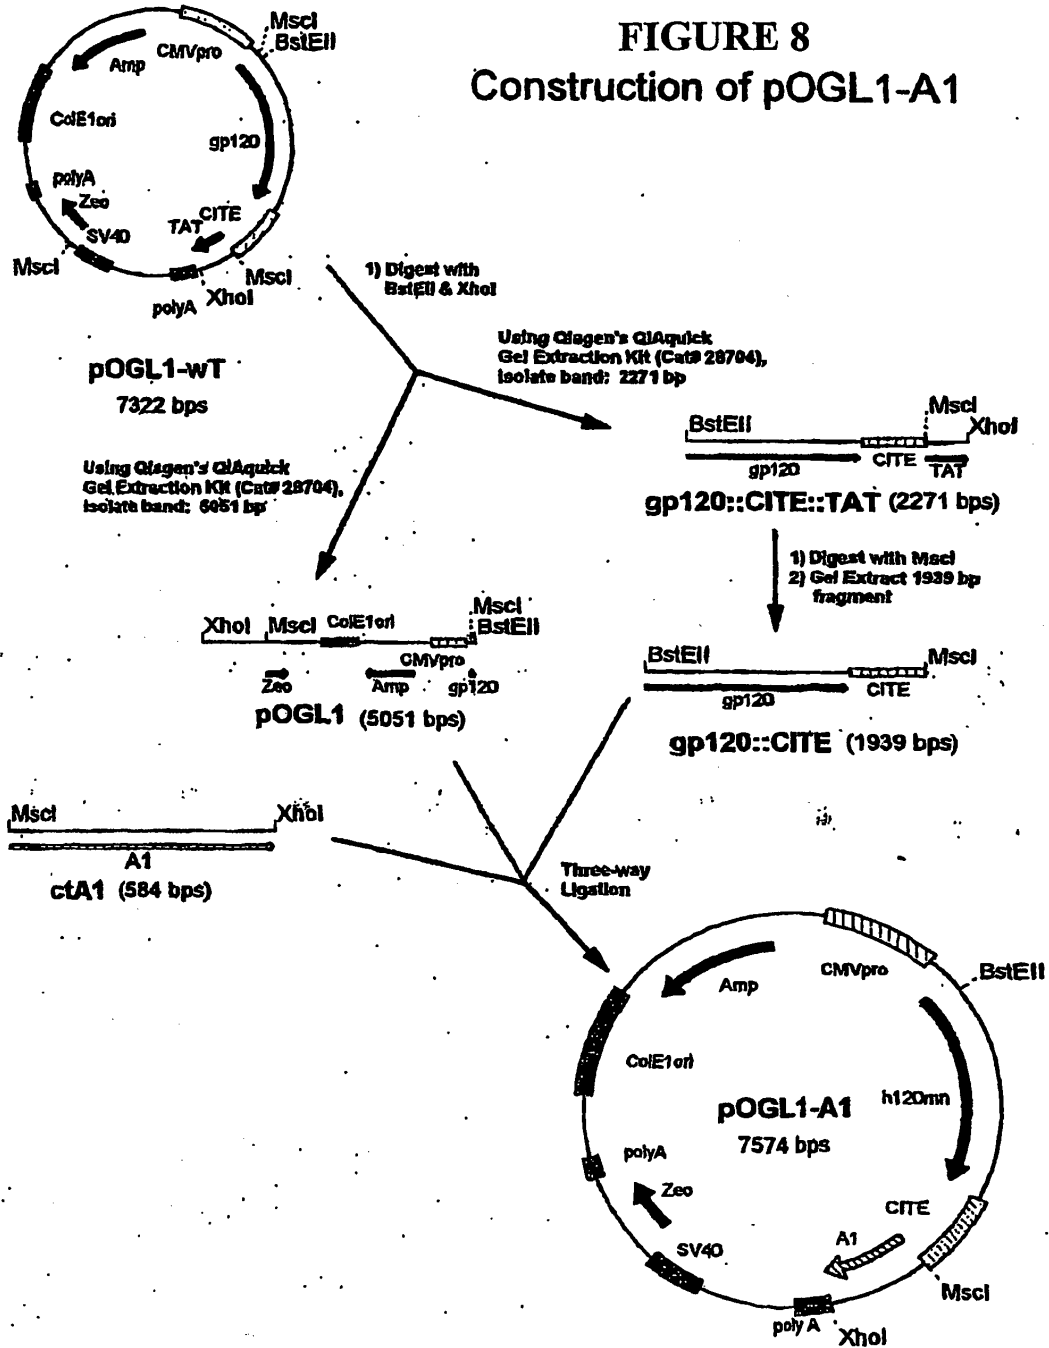 FIGURE 8
Construction of pOGL1-A1
MscI
BstEII
CMVpro
Amp
ColE1ori
gp120
polyA
Zeo
SV40
TAT
CITE
MscI
MscI
XhoI
polyA
pOGL1-wT
7322 bps
1) Digest with
BstEII & XhoI
Using Qiagen's QIAquick
Gel Extraction Kit (Cat# 28704),
Isolate band: 2271 bp
Using Qiagen's QIAquick
Gel Extraction Kit (Cat# 28704),
Isolate band: 5051 bp
BstEII
MscI
XhoI
gp120
CITE
TAT
gp120::CITE::TAT (2271 bps)
1) Digest with MscI
2) Gel Extract 1939 bp
fragment
XhoI
MscI
ColE1ori
MscI
BstEII
CMVpro
Zeo
Amp
gp120
pOGL1 (5051 bps)
BstEII
MscI
gp120
CITE
gp120::CITE (1939 bps)
MscI
XhoI
A1
ctA1 (584 bps)
Three-way
Ligation
CMVpro
BstEII
Amp
ColE1ori
h120mn
pOGL1-A1
7574 bps
polyA
Zeo
SV40
CITE
A1
MscI
poly A
XhoI